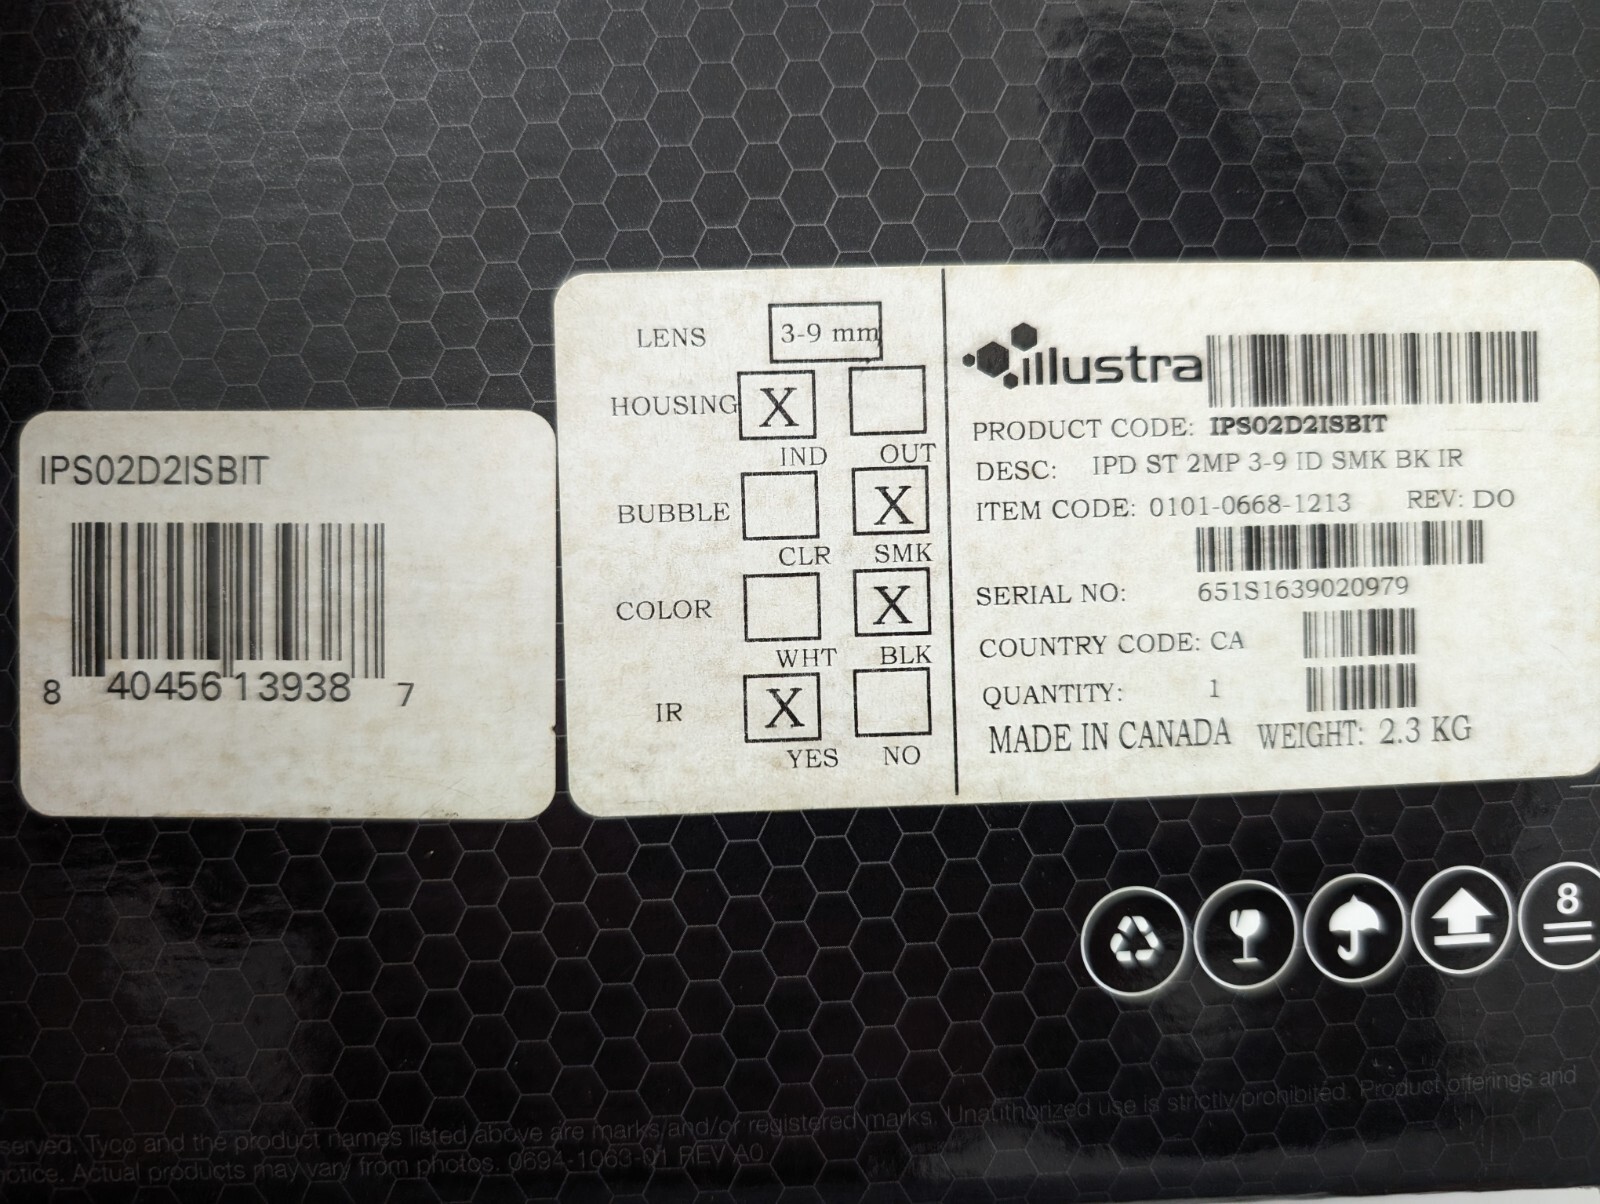 IPS02D2ISBIT
8 40456 13938 7
LENS 3-9 mm
HOUSING X
IND OUT
BUBBLE X
CLR SMK
COLOR X
WHT BLK
IR X
YES NO
illustra
PRODUCT CODE: IPS02D2ISBIT
DESC: IPD ST 2MP 3-9 ID SMK BK IR
ITEM CODE: 0101-0668-1213 REV: DO
SERIAL NO: 651S1639020979
COUNTRY CODE: CA
QUANTITY: 1
MADE IN CANADA WEIGHT: 2.3 KG
8
served. Tyco and the product names listed above are marks and/or registered marks. Unauthorized use is strictly prohibited. Product offerings and
otice. Actual products may vary from photos. 0694-1063-01 REV A0